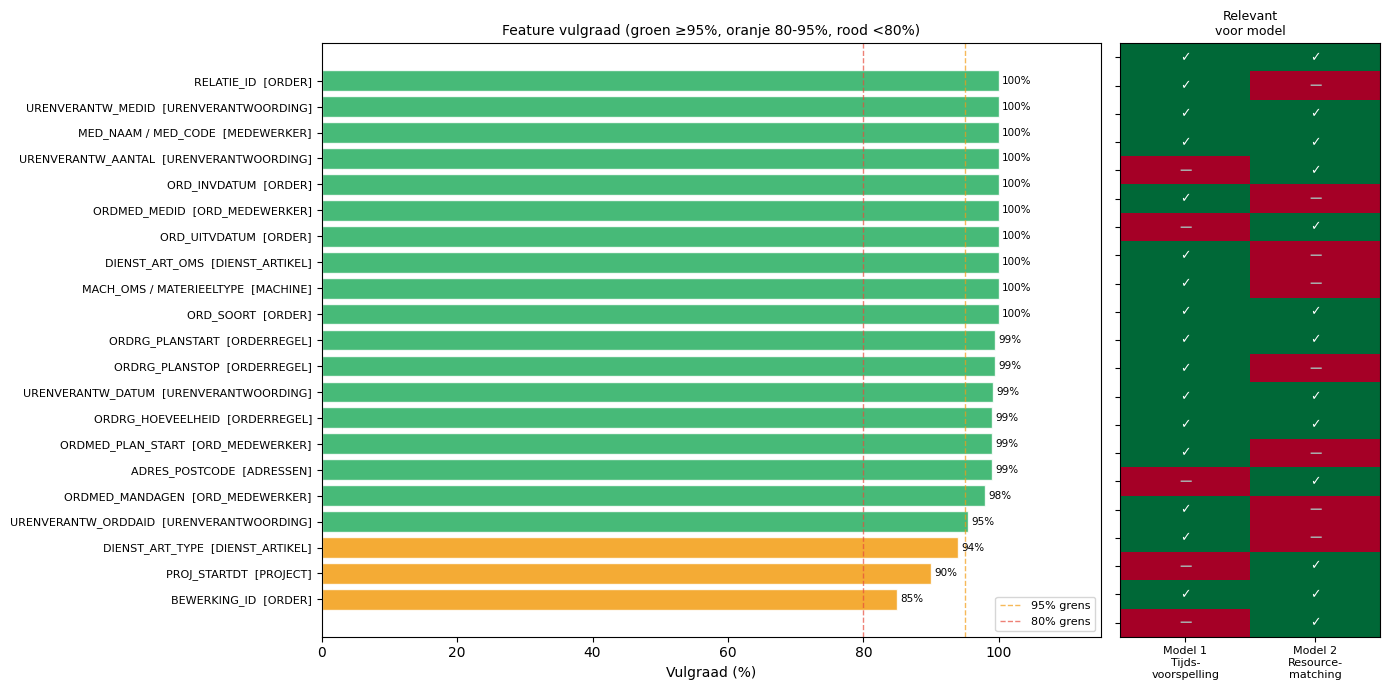 Feature vulgraad (groen ≥95%, oranje 80-95%, rood <80%)
Relevant
voor model
RELATIE_ID [ORDER] 100%
URENVERANTW_MEDID [URENVERANTWOORDING] 100%
MED_NAAM / MED_CODE [MEDEWERKER] 100%
URENVERANTW_AANTAL [URENVERANTWOORDING] 100%
ORD_INVDATUM [ORDER] 100%
ORDMED_MEDID [ORD_MEDEWERKER] 100%
ORD_UITVDATUM [ORDER] 100%
DIENST_ART_OMS [DIENST_ARTIKEL] 100%
MACH_OMS / MATERIEELTYPE [MACHINE] 100%
ORD_SOORT [ORDER] 100%
ORDRG_PLANSTART [ORDERREGEL] 99%
ORDRG_PLANSTOP [ORDERREGEL] 99%
URENVERANTW_DATUM [URENVERANTWOORDING] 99%
ORDRG_HOEVEELHEID [ORDERREGEL] 99%
ORDMED_PLAN_START [ORD_MEDEWERKER] 99%
ADRES_POSTCODE [ADRESSEN] 99%
ORDMED_MANDAGEN [ORD_MEDEWERKER] 98%
URENVERANTW_ORDDAID [URENVERANTWOORDING] 95%
DIENST_ART_TYPE [DIENST_ARTIKEL] 94%
PROJ_STARTDT [PROJECT] 90%
BEWERKING_ID [ORDER] 85%
95% grens
80% grens
0 20 40 60 80 100
Vulgraad (%)
✓ ✓
✓ —
✓ ✓
✓ ✓
— ✓
✓ —
— ✓
✓ —
✓ —
✓ ✓
✓ ✓
✓ —
✓ ✓
✓ ✓
✓ —
— ✓
✓ —
✓ —
— ✓
✓ ✓
— ✓
Model 1
Tijds-
voorspelling
Model 2
Resource-
matching